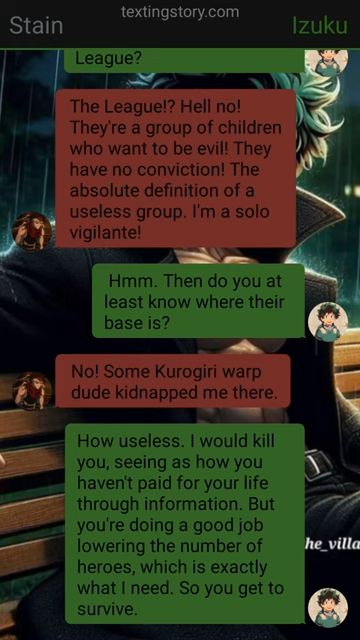 textingstory.com
Stain
Izuku
League?
The League!? Hell no!
They're a group of children
who want to be evil! They
have no conviction! The
absolute definition of a
useless group. I'm a solo
vigilante!
Hmm. Then do you at
least know where their
base is?
No! Some Kurogiri warp
dude kidnapped me there.
How useless. I would kill
you, seeing as how you
haven't paid for your life
through information. But
you're doing a good job
lowering the number of
heroes, which is exactly
what I need. So you get to
survive.
he_villa